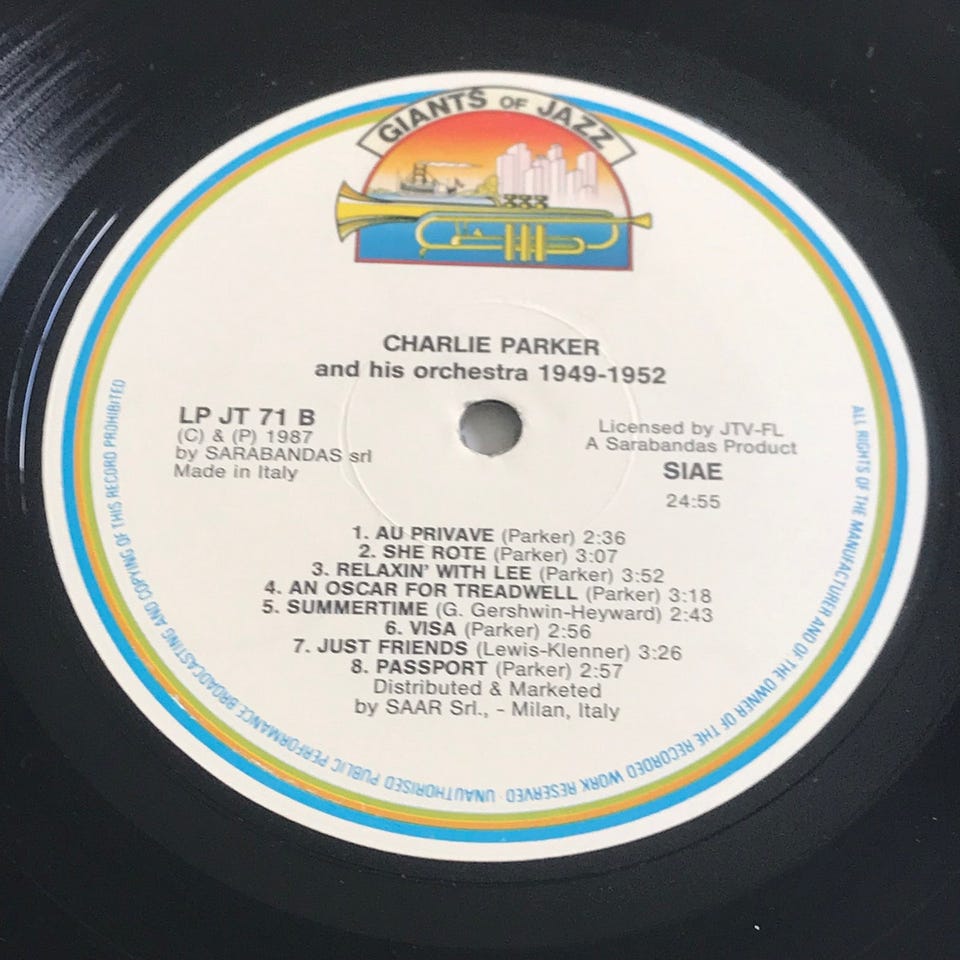 GIANTS OF JAZZ
CHARLIE PARKER
and his orchestra 1949-1952
LP JT 71 B
(C) & (P) 1987
by SARABANDAS srl
Made in Italy
Licensed by JTV-FL
A Sarabandas Product
SIAE
24:55
1. AU PRIVAVE (Parker) 2:36
2. SHE ROTE (Parker) 3:07
3. RELAXIN' WITH LEE (Parker) 3:52
4. AN OSCAR FOR TREADWELL (Parker) 3:18
5. SUMMERTIME (G. Gershwin-Heyward) 2:43
6. VISA (Parker) 2:56
7. JUST FRIENDS (Lewis-Klenner) 3:26
8. PASSPORT (Parker) 2:57
Distributed & Marketed
by SAAR Srl., - Milan, Italy
ALL RIGHTS OF THE MANUFACTURER AND OF THE OWNER OF THE RECORDED WORK RESERVED · UNAUTHORISED PUBLIC PERFORMANCE BROADCASTING AND COPYING OF THIS RECORD PROHIBITED